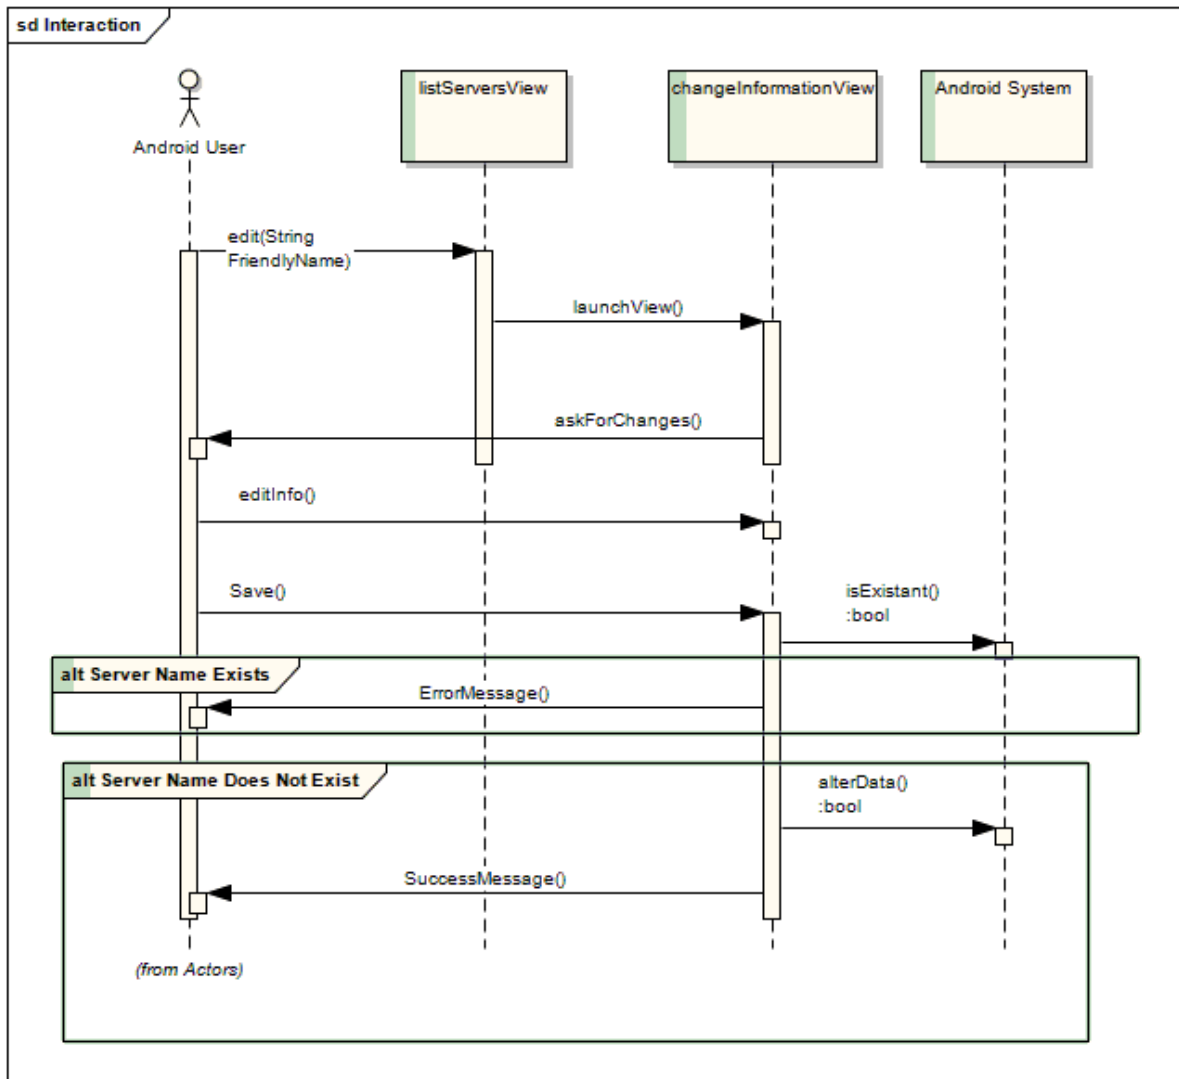 sd Interaction
Android User
listServersView
changeInformationView
Android System
edit(String
FriendlyName)
launchView()
askForChanges()
editInfo()
Save()
isExistant()
:bool
alt Server Name Exists
ErrorMessage()
alt Server Name Does Not Exist
alterData()
:bool
SuccessMessage()
(from Actors)